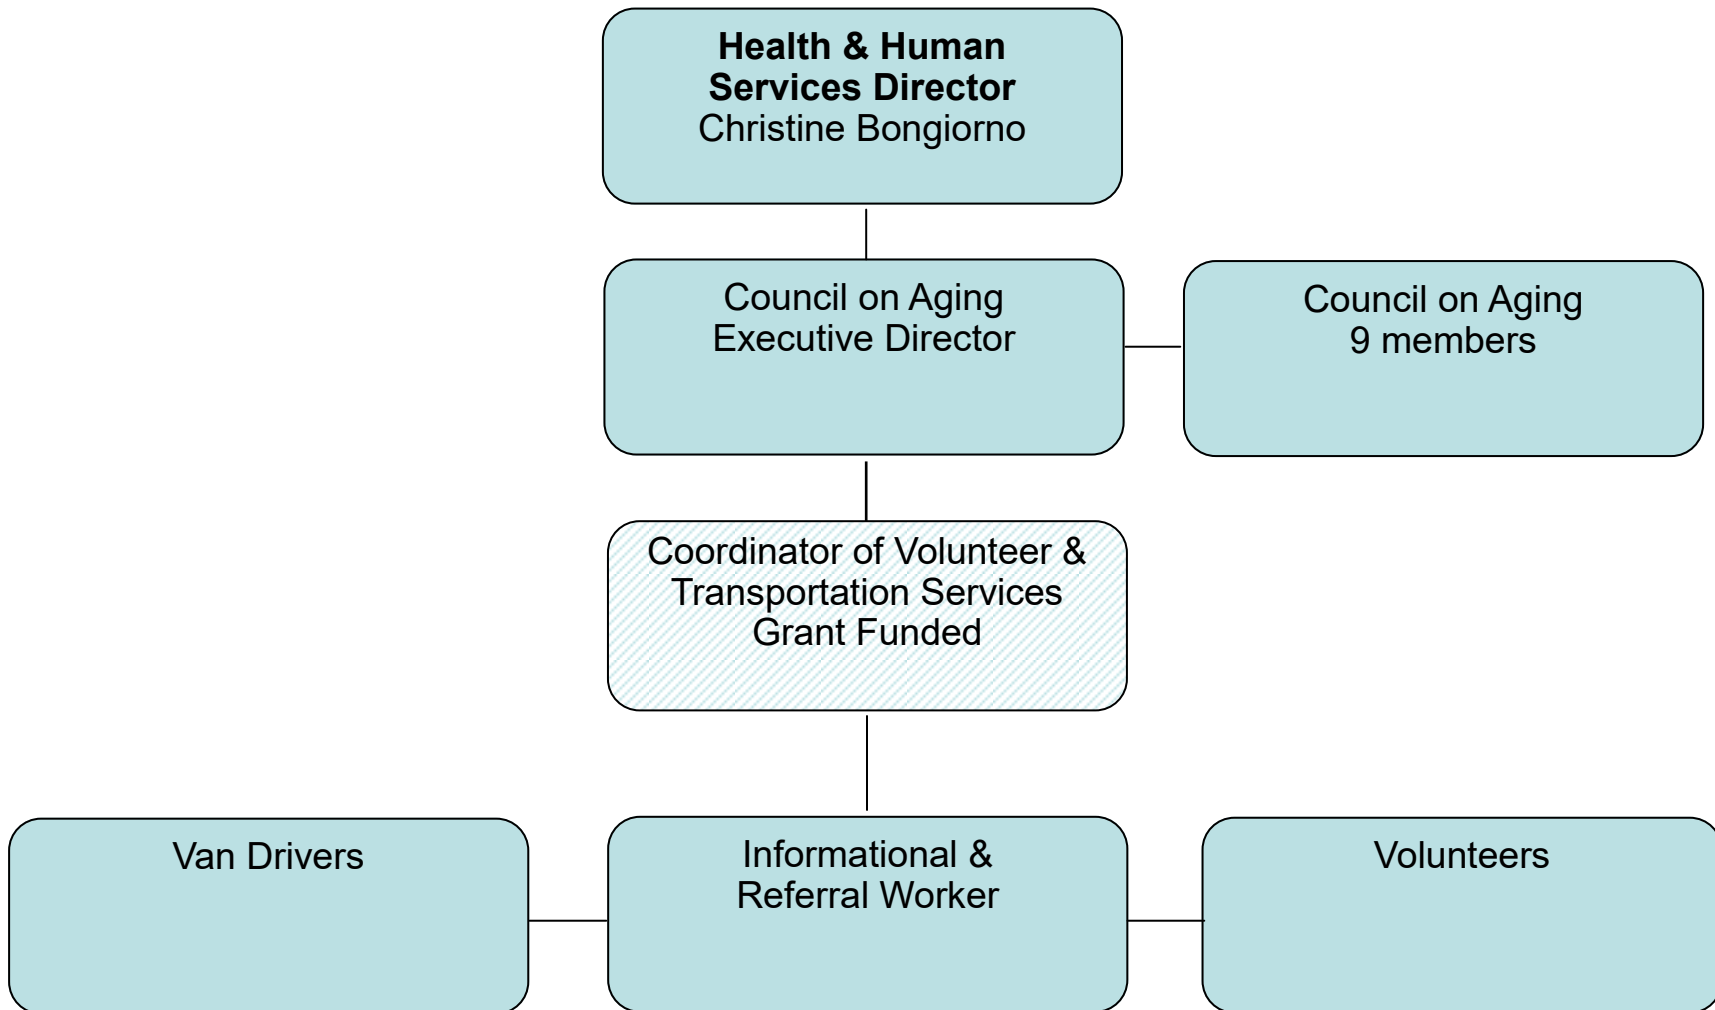 Health & Human
Services Director
Christine Bongiorno
Council on Aging
Executive Director
Council on Aging
9 members
Coordinator of Volunteer &
Transportation Services
Grant Funded
Van Drivers
Informational &
Referral Worker
Volunteers